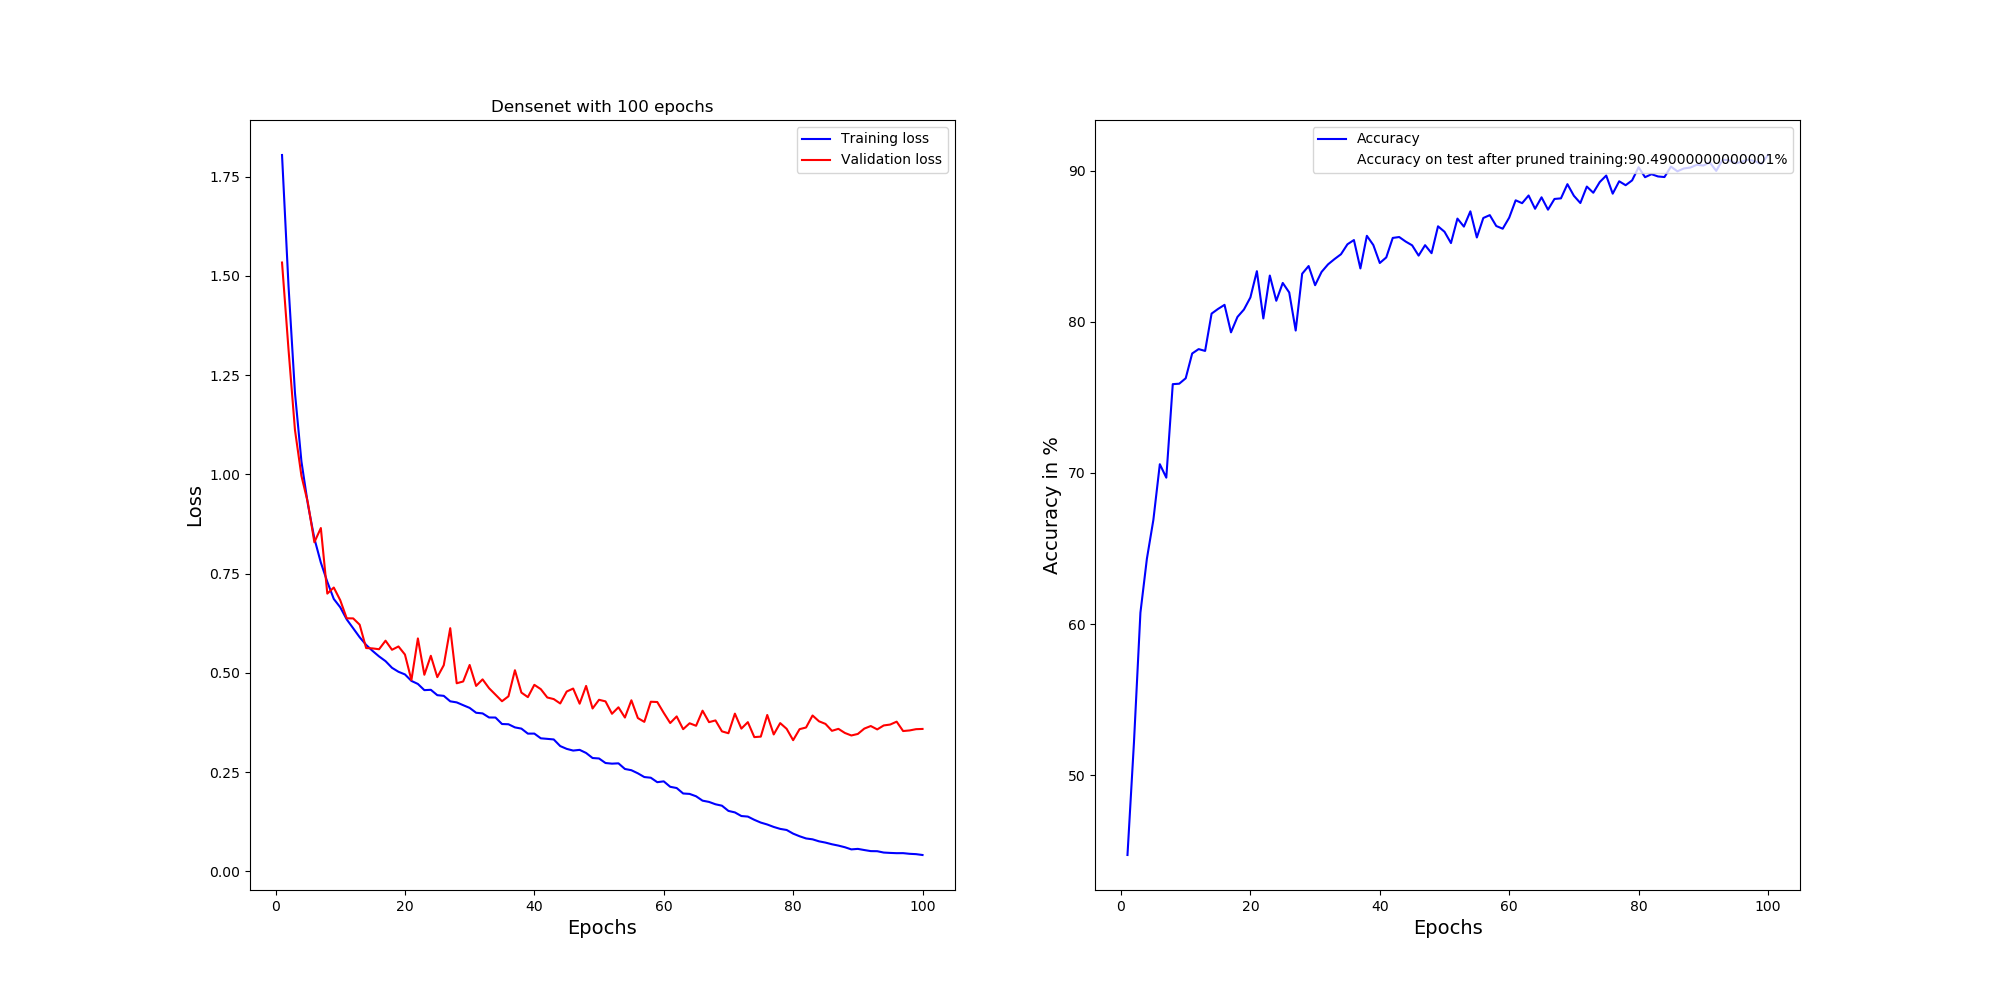 Densenet with 100 epochs
Training loss
Validation loss
1.75
1.50
1.25
1.00
0.75
0.50
0.25
0.00
Loss
0 20 40 60 80 100
Epochs
Accuracy
Accuracy on test after pruned training:90.49000000000001%
90
80
70
60
50
Accuracy in %
0 20 40 60 80 100
Epochs